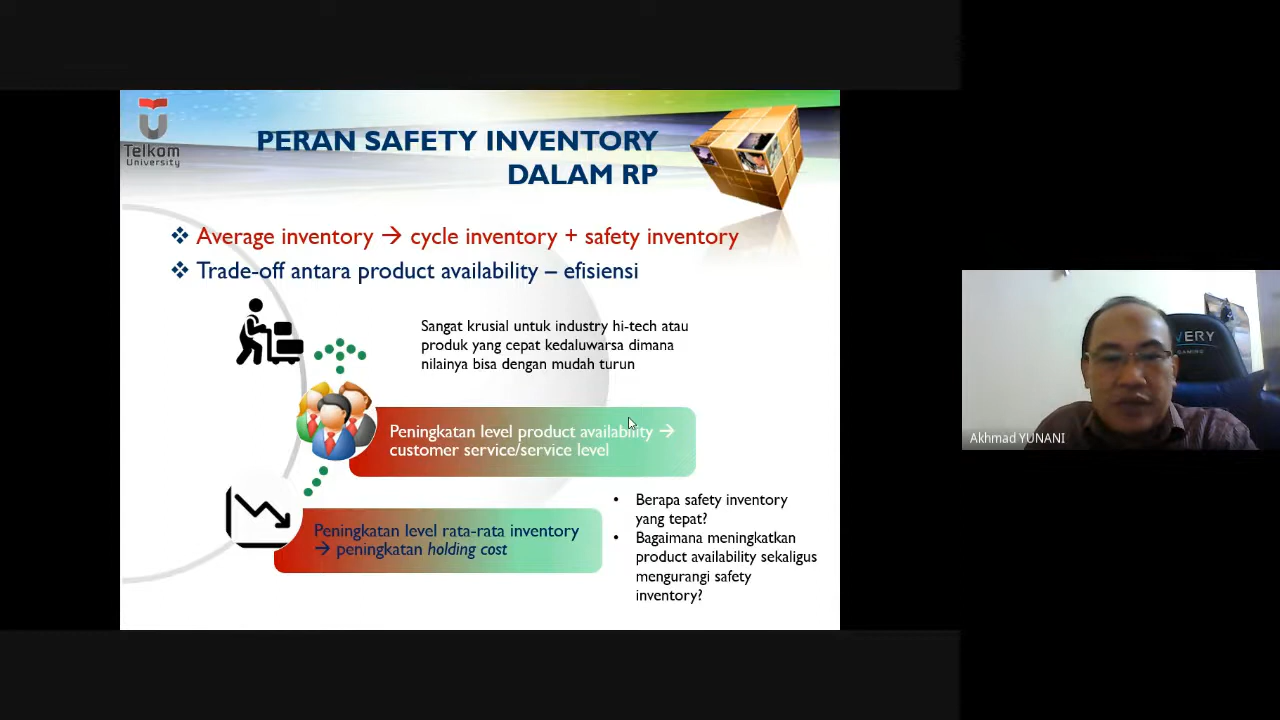 Telkom
University
PERAN SAFETY INVENTORY
DALAM RP
❖ Average inventory → cycle inventory + safety inventory
❖ Trade-off antara product availability – efisiensi
Sangat krusial untuk industry hi-tech atau
produk yang cepat kedaluwarsa dimana
nilainya bisa dengan mudah turun
Peningkatan level product availability →
customer service/service level
Peningkatan level rata-rata inventory
→ peningkatan holding cost
• Berapa safety inventory
yang tepat?
• Bagaimana meningkatkan
product availability sekaligus
mengurangi safety
inventory?
VERY
GAMING
Akhmad YUNANI